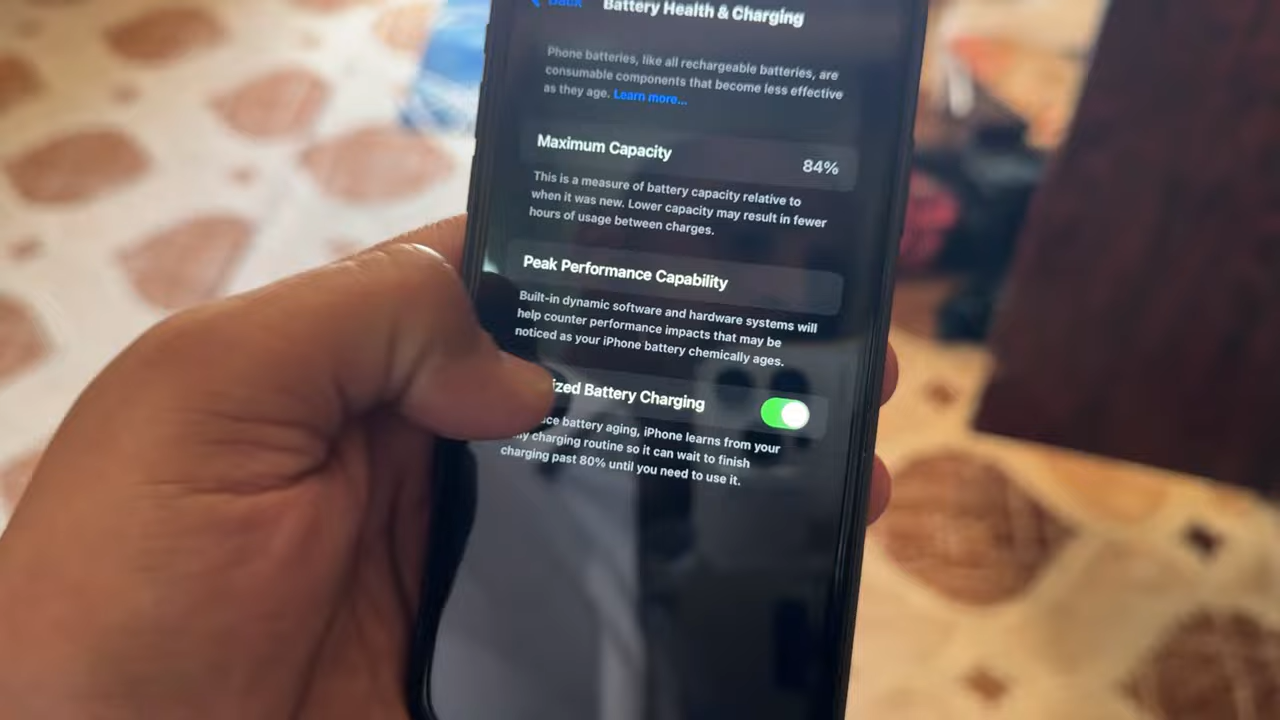 Back
Battery Health & Charging
Phone batteries, like all rechargeable batteries, are
consumable components that become less effective
as they age. Learn more...
Maximum Capacity
84%
This is a measure of battery capacity relative to
when it was new. Lower capacity may result in fewer
hours of usage between charges.
Peak Performance Capability
Built-in dynamic software and hardware systems will
help counter performance impacts that may be
noticed as your iPhone battery chemically ages.
ized Battery Charging
ce battery aging, iPhone learns from your
charging routine so it can wait to finish
charging past 80% until you need to use it.